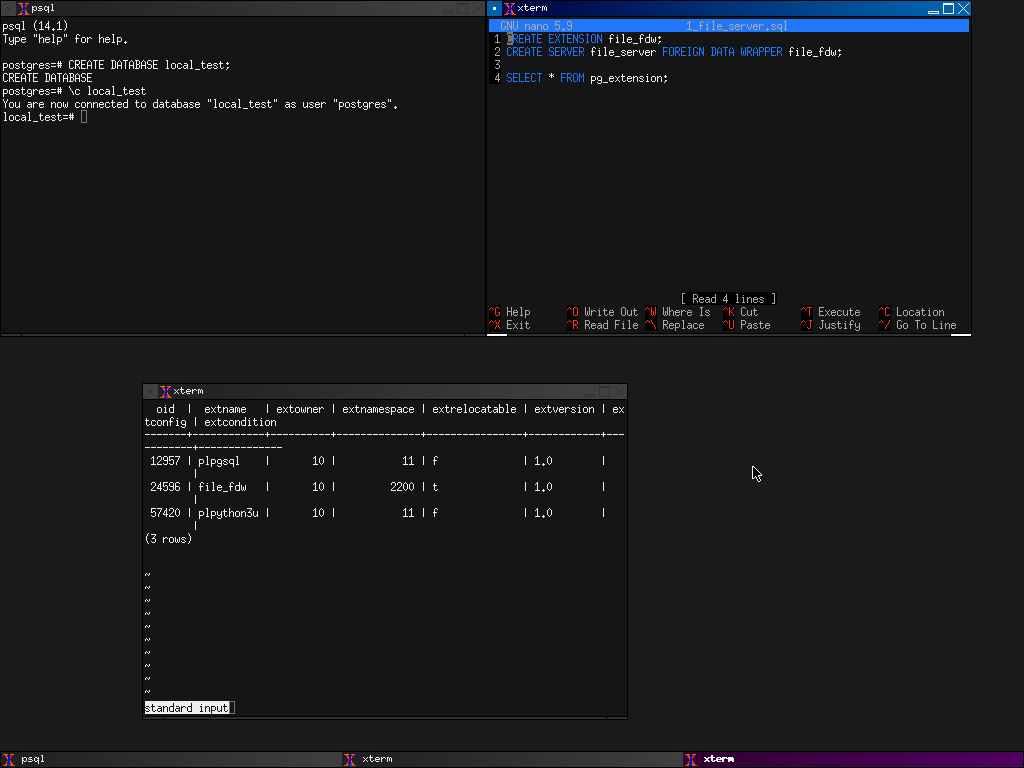 psql
psql (14.1)
Type "help" for help.
postgres=# CREATE DATABASE local_test;
CREATE DATABASE
postgres=# \c local_test
You are now connected to database "local_test" as user "postgres".
local_test=#
xterm
GNU nano 5.9 1_file_server.sql
1 CREATE EXTENSION file_fdw;
2 CREATE SERVER file_server FOREIGN DATA WRAPPER file_fdw;
3
4 SELECT * FROM pg_extension;
[ Read 4 lines ]
^G Help ^O Write Out ^W Where Is ^K Cut ^T Execute ^C Location
^X Exit ^R Read File ^\ Replace ^U Paste ^J Justify ^/ Go To Line
xterm
oid | extname | extowner | extnamespace | extrelocatable | extversion | ex
tconfig | extcondition
-------+-----------+----------+--------------+----------------+------------+---
--------+--------------
12957 | plpgsql | 10 | 11 | f | 1.0 |
|
24596 | file_fdw | 10 | 2200 | t | 1.0 |
|
57420 | plpython3u | 10 | 11 | f | 1.0 |
|
(3 rows)
~
~
~
~
~
~
~
~
~
~
standard input
psql xterm xterm